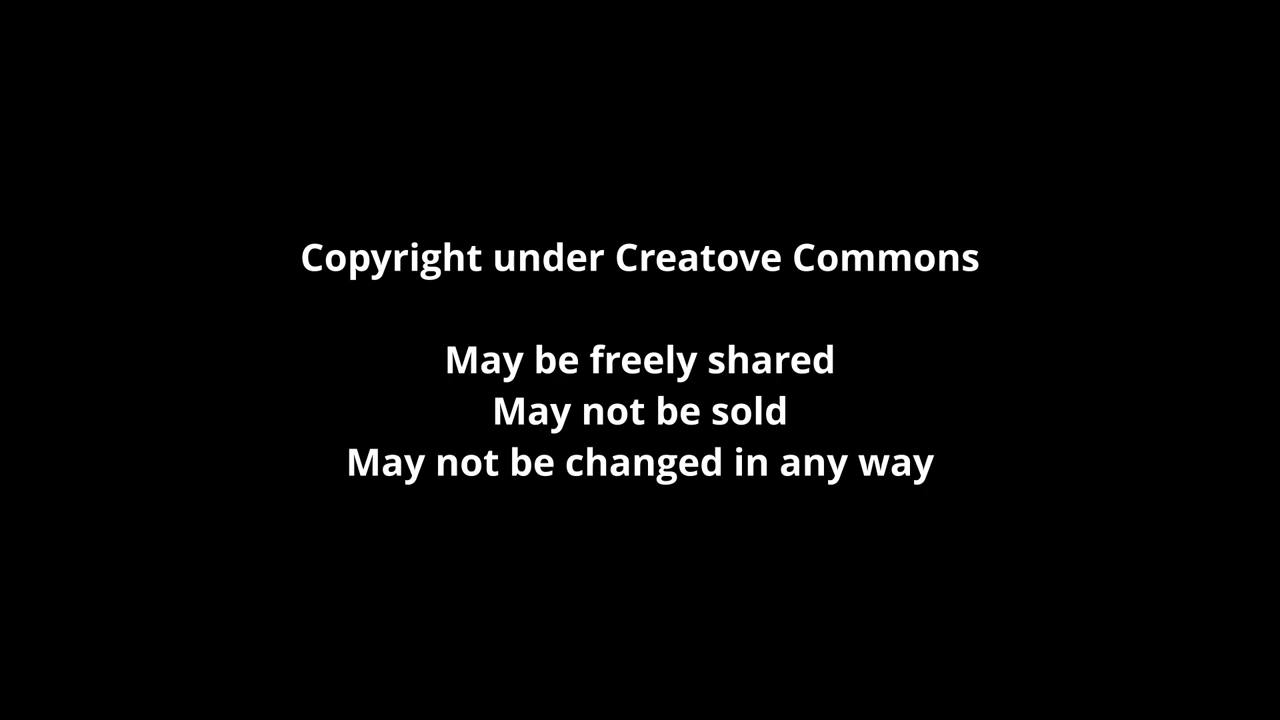 Copyright under Creatove Commons
May be freely shared
May not be sold
May not be changed in any way